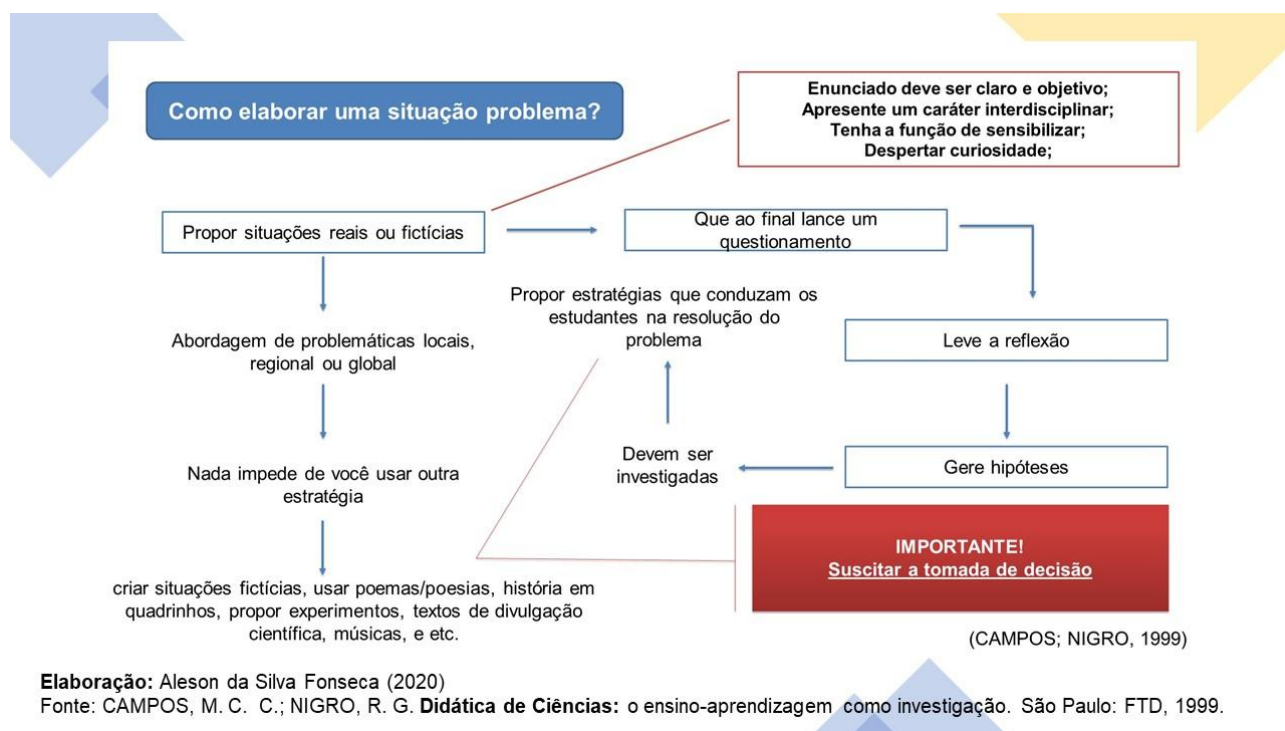 Como elaborar uma situação problema?
Enunciado deve ser claro e objetivo;
Apresente um caráter interdisciplinar;
Tenha a função de sensibilizar;
Despertar curiosidade;
Propor situações reais ou fictícias
Que ao final lance um
questionamento
Abordagem de problemáticas locais,
regional ou global
Propor estratégias que conduzam os
estudantes na resolução do
problema
Leve a reflexão
Nada impede de você usar outra
estratégia
Devem ser
investigadas
Gere hipóteses
criar situações fictícias, usar poemas/poesias, história em
quadrinhos, propor experimentos, textos de divulgação
científica, músicas, e etc.
IMPORTANTE!
Suscitar a tomada de decisão
(CAMPOS; NIGRO, 1999)
Elaboração: Aleson da Silva Fonseca (2020)
Fonte: CAMPOS, M. C. C.; NIGRO, R. G. Didática de Ciências: o ensino-aprendizagem como investigação. São Paulo: FTD, 1999.